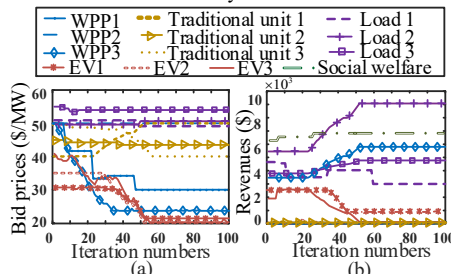 WPP1 Traditional unit 1 Load 1
WPP2 Traditional unit 2 Load 2
WPP3 Traditional unit 3 Load 3
EV1 EV2 EV3 Social welfare
×10³
60
50
40
30
20
Bid prices ($/MW)
0 20 40 60 80 100
Iteration numbers
(a)
10
8
6
4
2
0
Revenues ($)
0 20 40 60 80 100
Iteration numbers
(b)